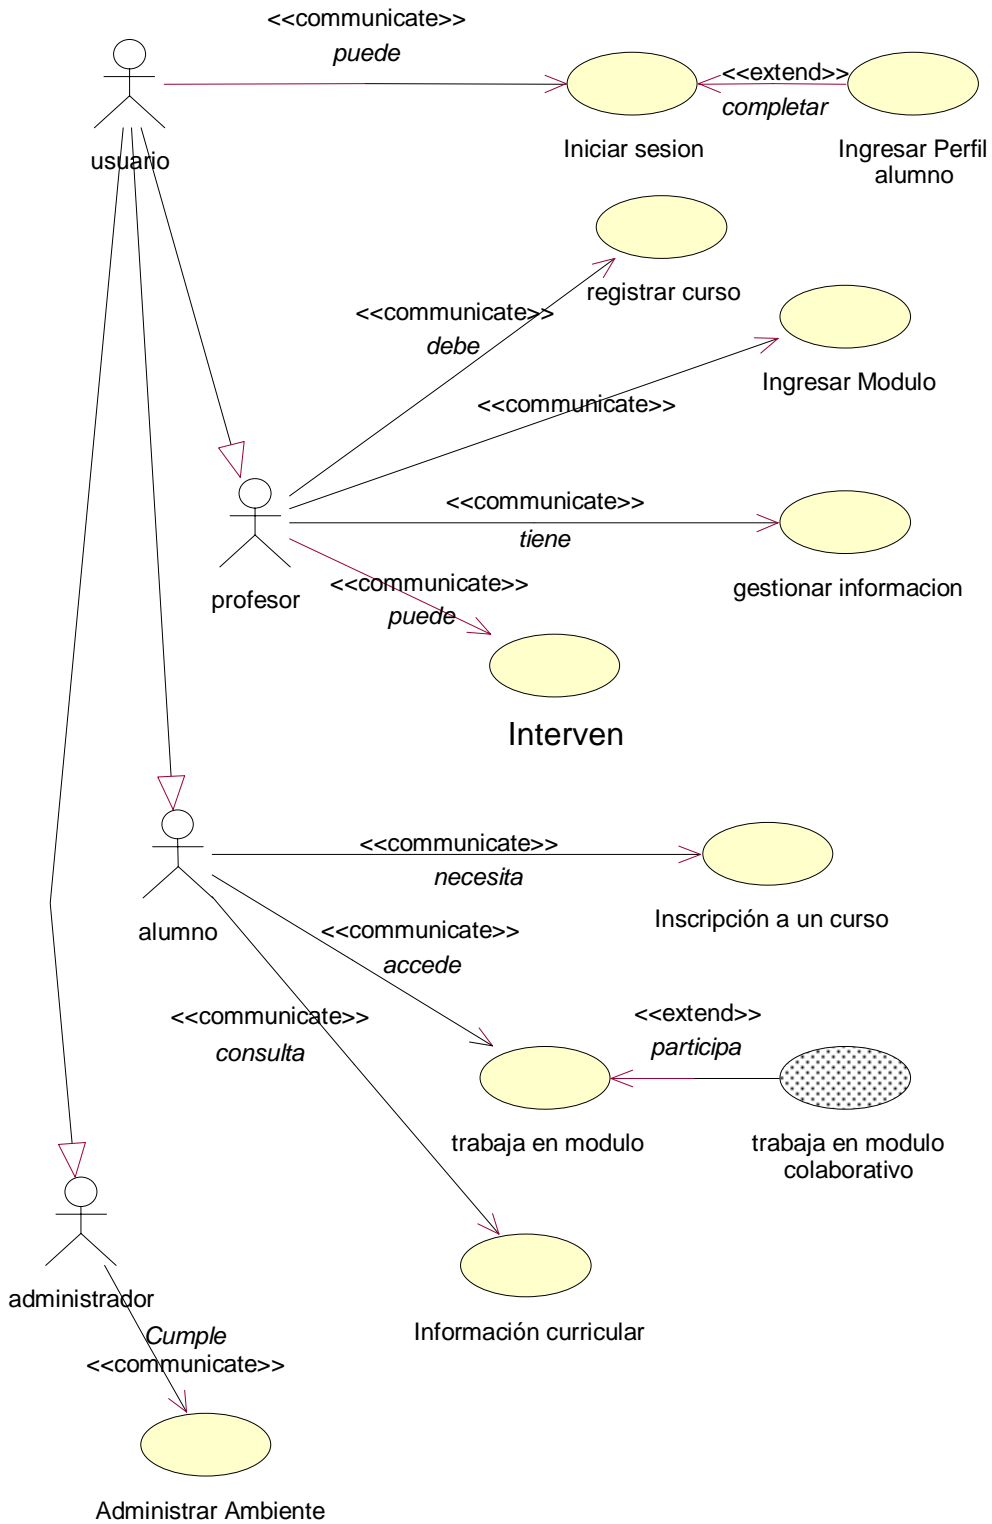 <<communicate>>
puede
usuario
Iniciar sesion
<<extend>>
completar
Ingresar Perfil
alumno
registrar curso
<<communicate>>
debe
Ingresar Modulo
<<communicate>>
<<communicate>>
tiene
gestionar informacion
profesor
<<communicate>>
puede
Interven
<<communicate>>
necesita
Inscripción a un curso
alumno
<<communicate>>
accede
<<communicate>>
consulta
<<extend>>
participa
trabaja en modulo
trabaja en modulo
colaborativo
administrador
Información curricular
Cumple
<<communicate>>
Administrar Ambiente